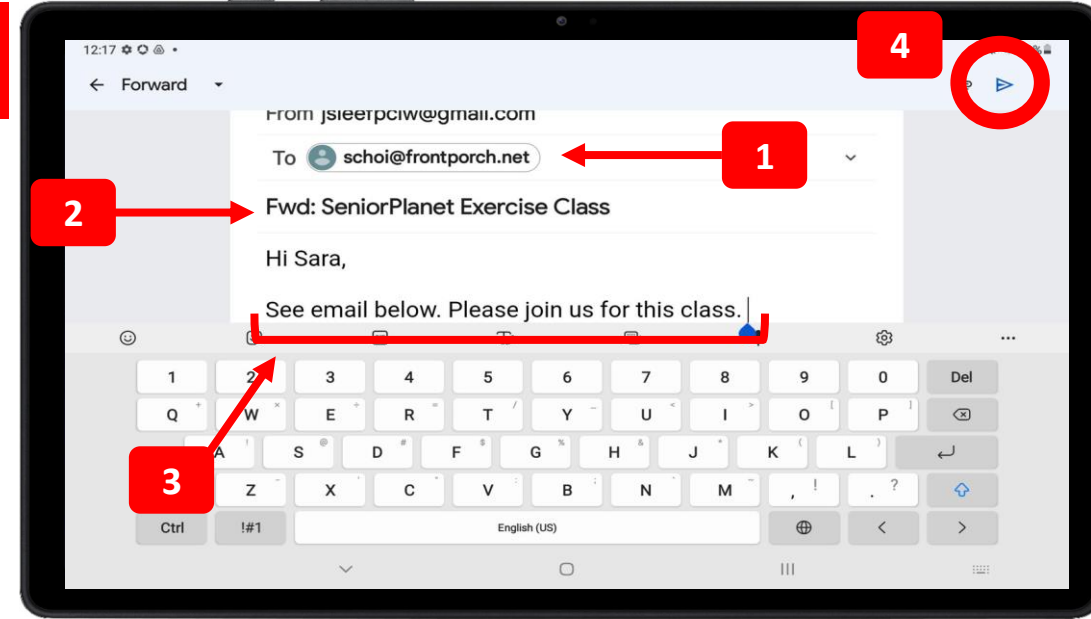 4
12:17
Forward
From jsleefpclw@gmail.com
To schoi@frontporch.net
1
2
Fwd: SeniorPlanet Exercise Class
Hi Sara,
See email below. Please join us for this class.
1 2 3 4 5 6 7 8 9 0 Del
Q + W × E ÷ R = T / Y _ U < I > O [ P ]
A ! S @ D # F $ G % H & J * K ( L )
3
Z - X ' C " V : B ; N M , ! . ?
Ctrl !#1 English (US) < >